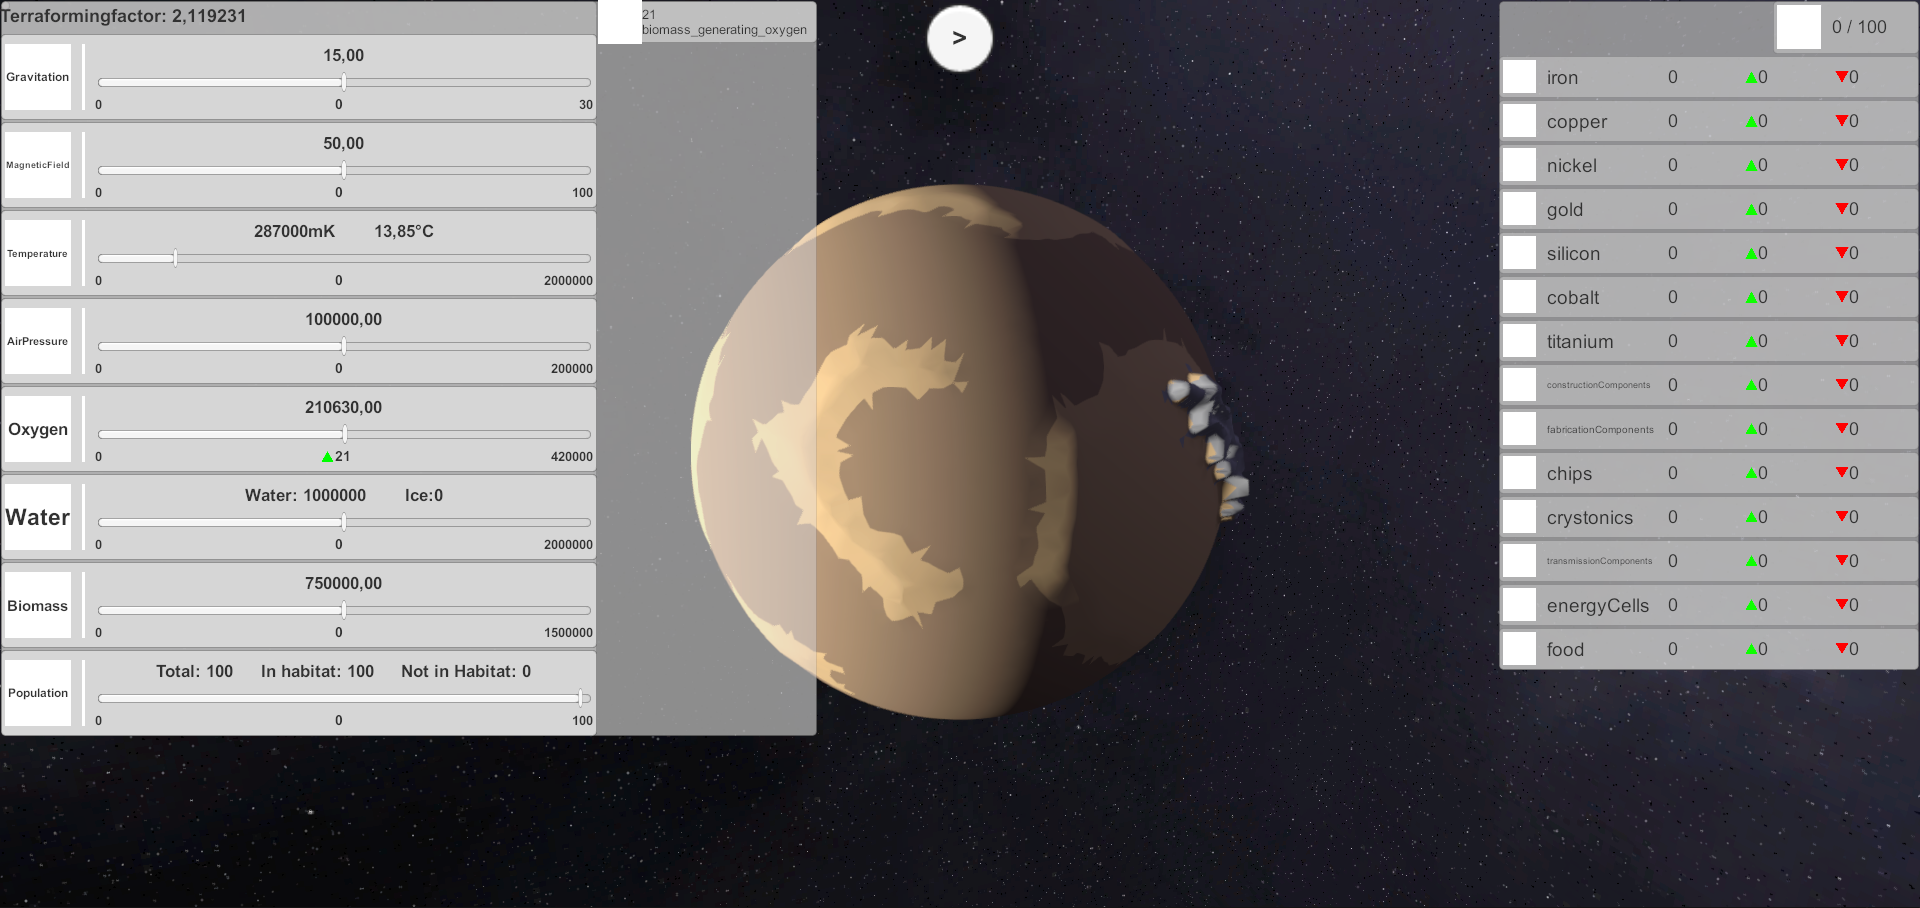 Terraformingfactor: 2,119231
Gravitation
15,00
0 0 30
MagneticField
50,00
0 0 100
Temperature
287000mK 13,85°C
0 0 2000000
AirPressure
100000,00
0 0 200000
Oxygen
210630,00
0 ▲21 420000
Water
Water: 1000000 Ice:0
0 0 2000000
Biomass
750000,00
0 0 1500000
Population
Total: 100 In habitat: 100 Not in Habitat: 0
0 0 100
21
biomass_generating_oxygen
>
0 / 100
iron 0 ▲0 ▼0
copper 0 ▲0 ▼0
nickel 0 ▲0 ▼0
gold 0 ▲0 ▼0
silicon 0 ▲0 ▼0
cobalt 0 ▲0 ▼0
titanium 0 ▲0 ▼0
constructionComponents 0 ▲0 ▼0
fabricationComponents 0 ▲0 ▼0
chips 0 ▲0 ▼0
crystonics 0 ▲0 ▼0
transmissionComponents 0 ▲0 ▼0
energyCells 0 ▲0 ▼0
food 0 ▲0 ▼0